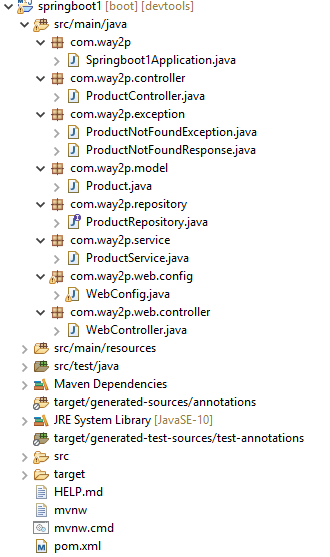 springboot1 [boot] [devtools]
src/main/java
com.way2p
Springboot1Application.java
com.way2p.controller
ProductController.java
com.way2p.exception
ProductNotFoundException.java
ProductNotFoundResponse.java
com.way2p.model
Product.java
com.way2p.repository
ProductRepository.java
com.way2p.service
ProductService.java
com.way2p.web.config
WebConfig.java
com.way2p.web.controller
WebController.java
src/main/resources
src/test/java
Maven Dependencies
target/generated-sources/annotations
JRE System Library [JavaSE-10]
target/generated-test-sources/test-annotations
src
target
HELP.md
mvnw
mvnw.cmd
pom.xml